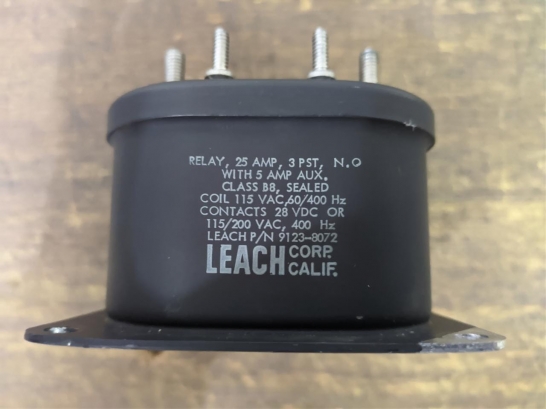 RELAY, 25 AMP, 3 PST, N.O
WITH 5 AMP AUX.
CLASS B8, SEALED
COIL 115 VAC,60/400 Hz
CONTACTS 28 VDC OR
115/200 VAC, 400 Hz
LEACH P/N 9123-8072
LEACH CORP. CALIF.